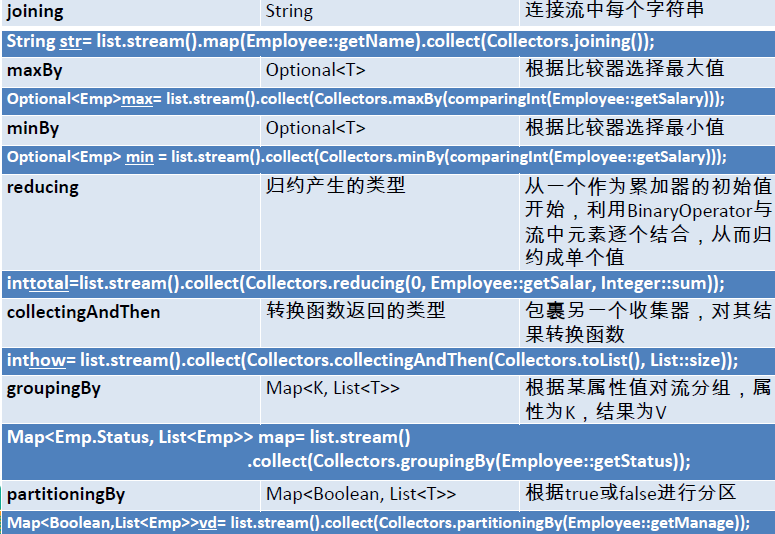 joining String 连接流中每个字符串
String str= list.stream().map(Employee::getName).collect(Collectors.joining());
maxBy Optional<T> 根据比较器选择最大值
Optional<Emp>max= list.stream().collect(Collectors.maxBy(comparingInt(Employee::getSalary)));
minBy Optional<T> 根据比较器选择最小值
Optional<Emp> min = list.stream().collect(Collectors.minBy(comparingInt(Employee::getSalary)));
reducing 归约产生的类型 从一个作为累加器的初始值
开始，利用BinaryOperator与
流中元素逐个结合，从而归
约成单个值
inttotal=list.stream().collect(Collectors.reducing(0, Employee::getSalar, Integer::sum));
collectingAndThen 转换函数返回的类型 包裹另一个收集器，对其结
果转换函数
inthow= list.stream().collect(Collectors.collectingAndThen(Collectors.toList(), List::size));
groupingBy Map<K, List<T>> 根据某属性值对流分组，属
性为K，结果为V
Map<Emp.Status, List<Emp>> map= list.stream()
.collect(Collectors.groupingBy(Employee::getStatus));
partitioningBy Map<Boolean, List<T>> 根据true或false进行分区
Map<Boolean,List<Emp>>vd= list.stream().collect(Collectors.partitioningBy(Employee::getManage));